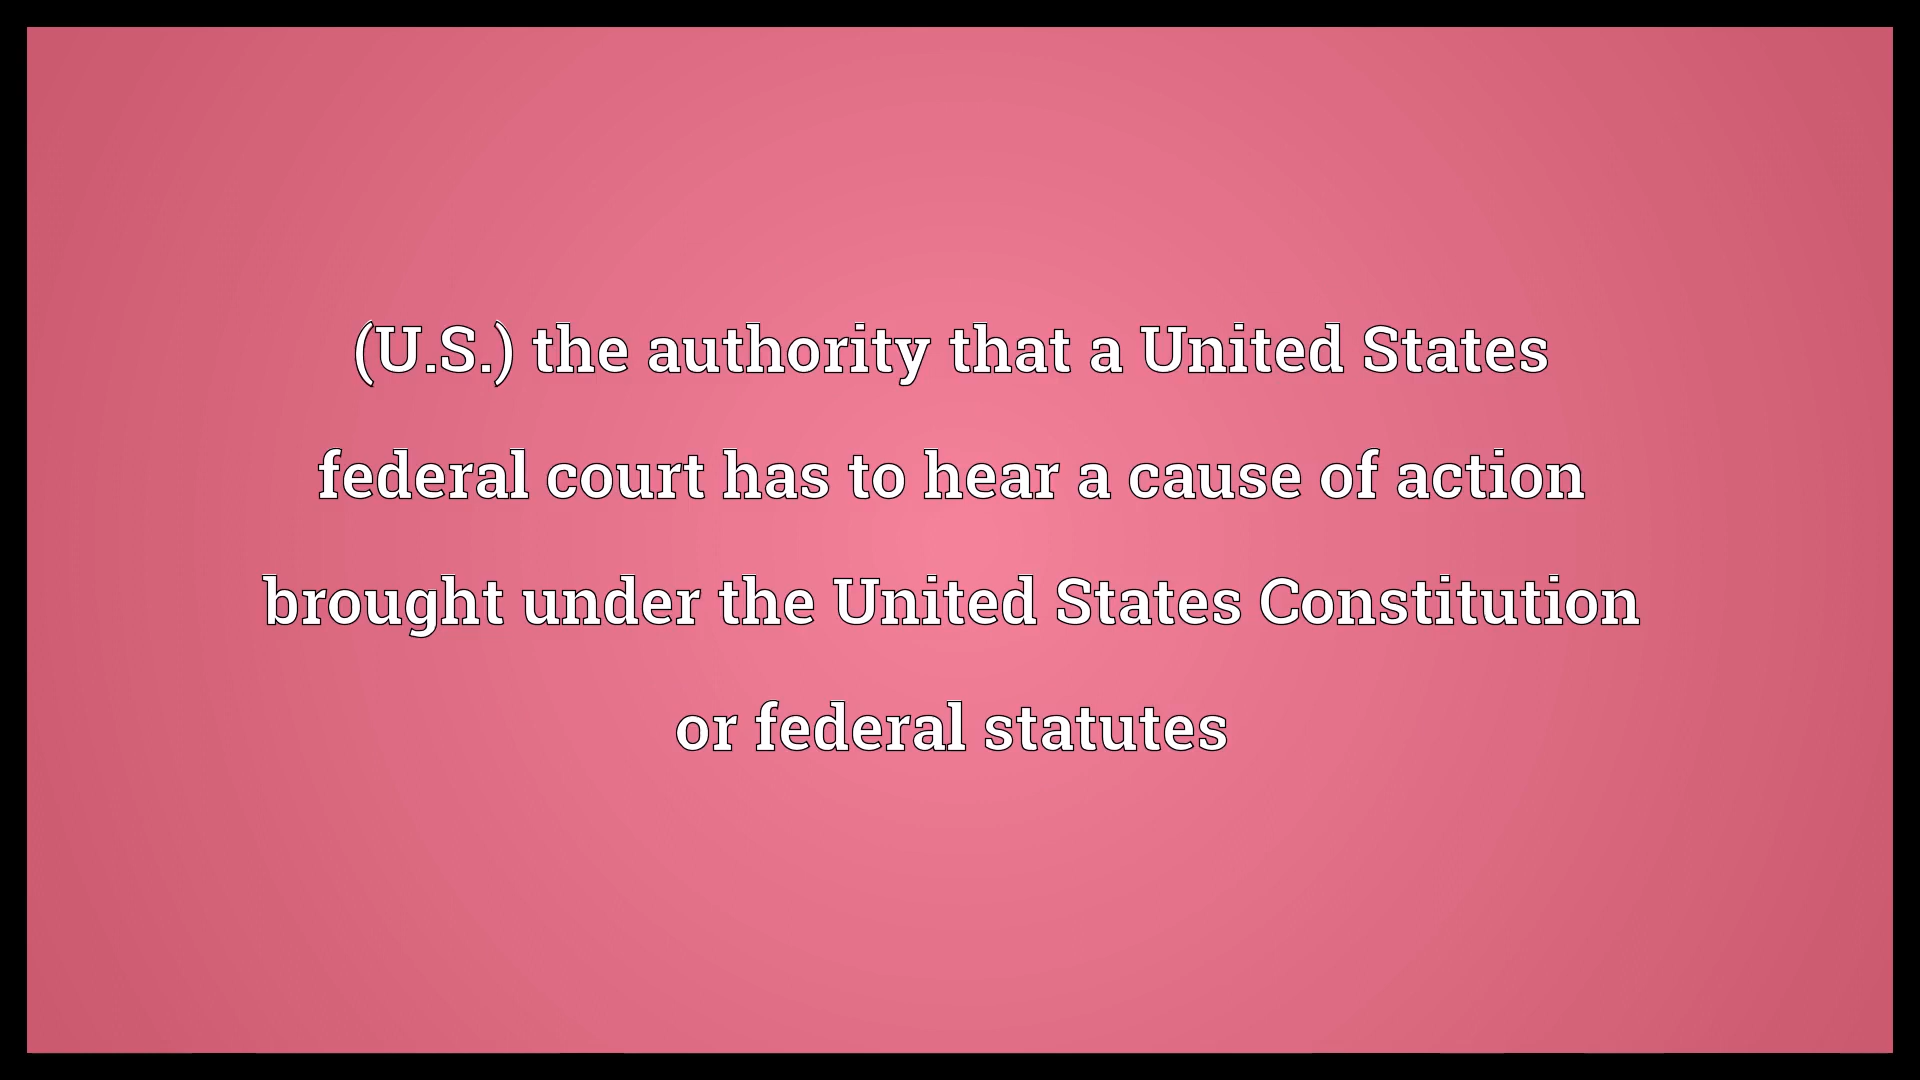 (U.S.) the authority that a United States
federal court has to hear a cause of action
brought under the United States Constitution
or federal statutes